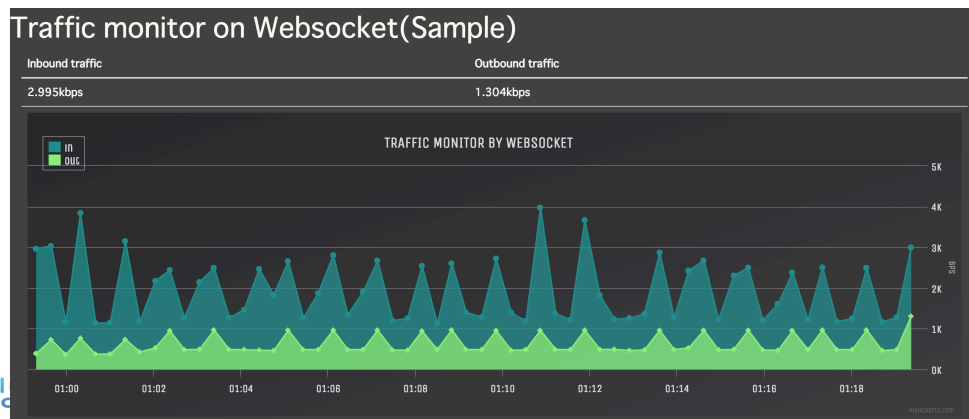 Traffic monitor on Websocket(Sample)
Inbound traffic Outbound traffic
2.995kbps 1.304kbps
TRAFFIC MONITOR BY WEBSOCKET
in
out
5K
4K
3K
2K
1K
0K
BPS
01:00 01:02 01:04 01:06 01:08 01:10 01:12 01:14 01:16 01:18
HIGHCHARTS.COM